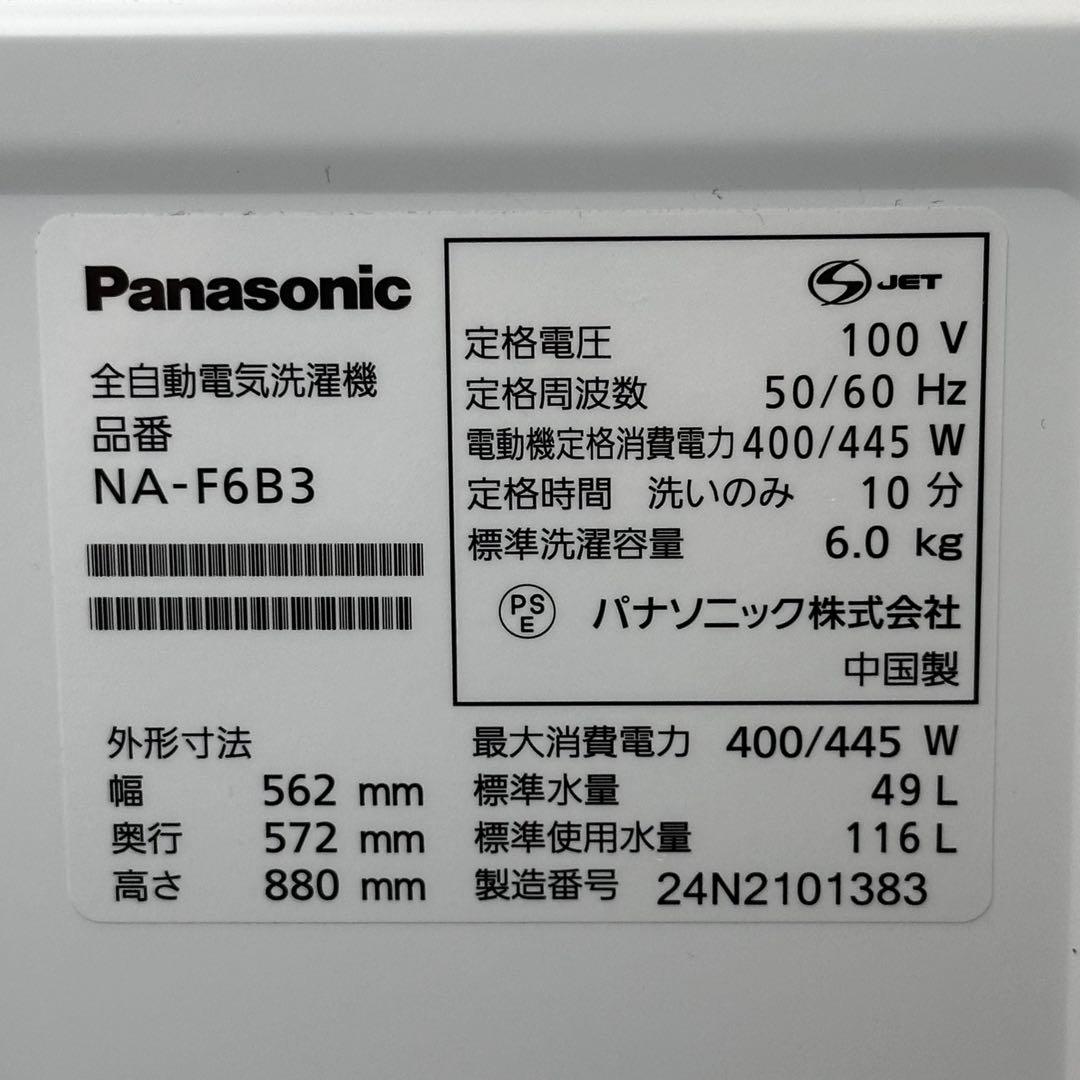 Panasonic
全自動電気洗濯機
品番
NA-F6B3
S JET
定格電圧 100 V
定格周波数 50/60 Hz
電動機定格消費電力 400/445 W
定格時間 洗いのみ 10 分
標準洗濯容量 6.0 kg
PS E パナソニック株式会社
中国製
外形寸法
幅 562 mm
奥行 572 mm
高さ 880 mm
最大消費電力 400/445 W
標準水量 49 L
標準使用水量 116 L
製造番号 24N2101383